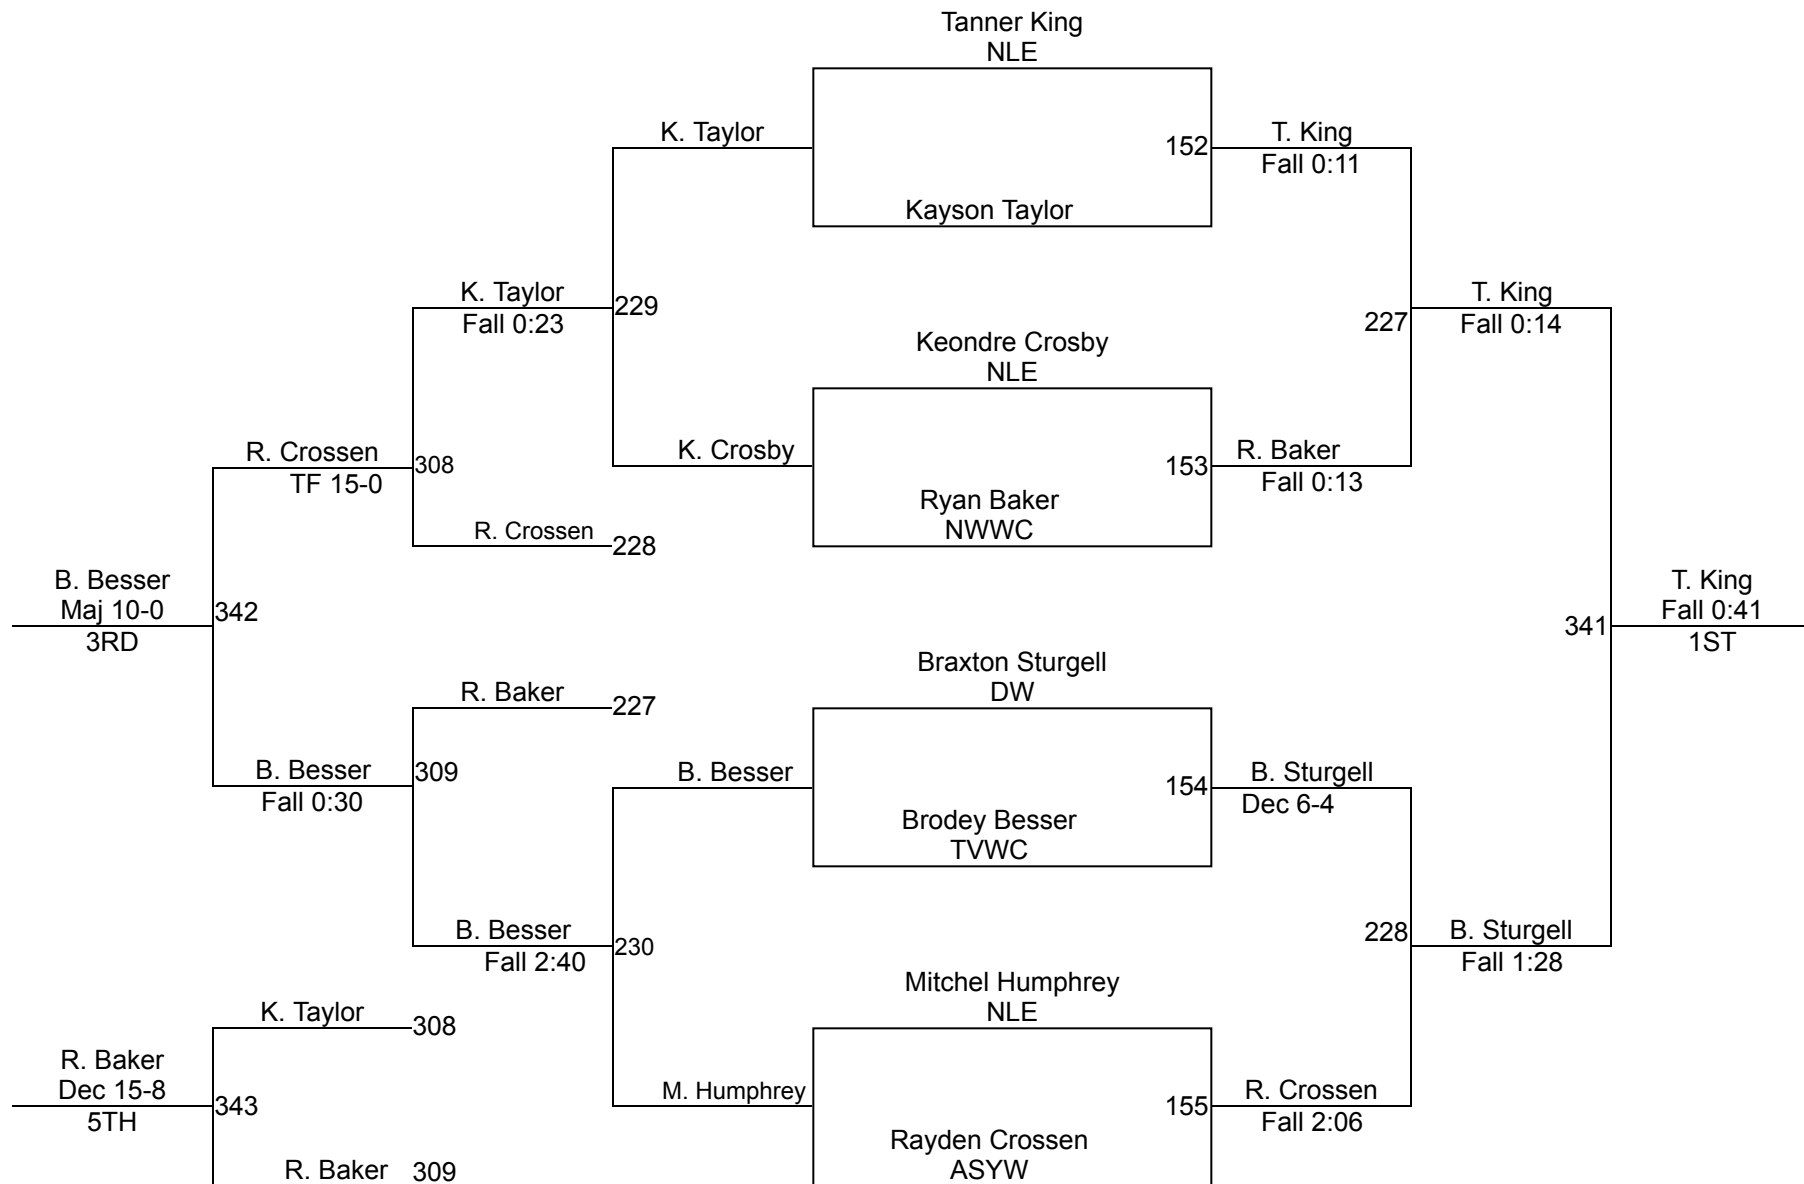 Tanner King
NLE
K. Taylor
152
T. King
Fall 0:11
Kayson Taylor
K. Taylor
Fall 0:23
229
227
T. King
Fall 0:14
Keondre Crosby
NLE
R. Crossen
TF 15-0
308
K. Crosby
153
R. Baker
Fall 0:13
Ryan Baker
NWWC
R. Crossen
228
B. Besser
Maj 10-0
3RD
342
341
T. King
Fall 0:41
1ST
Braxton Sturgell
DW
R. Baker
227
B. Besser
Fall 0:30
309
B. Besser
154
B. Sturgell
Dec 6-4
Brodey Besser
TVWC
B. Besser
Fall 2:40
230
228
B. Sturgell
Fall 1:28
Mitchel Humphrey
NLE
K. Taylor
308
R. Baker
Dec 15-8
5TH
343
M. Humphrey
155
R. Crossen
Fall 2:06
Rayden Crossen
ASYW
R. Baker
309